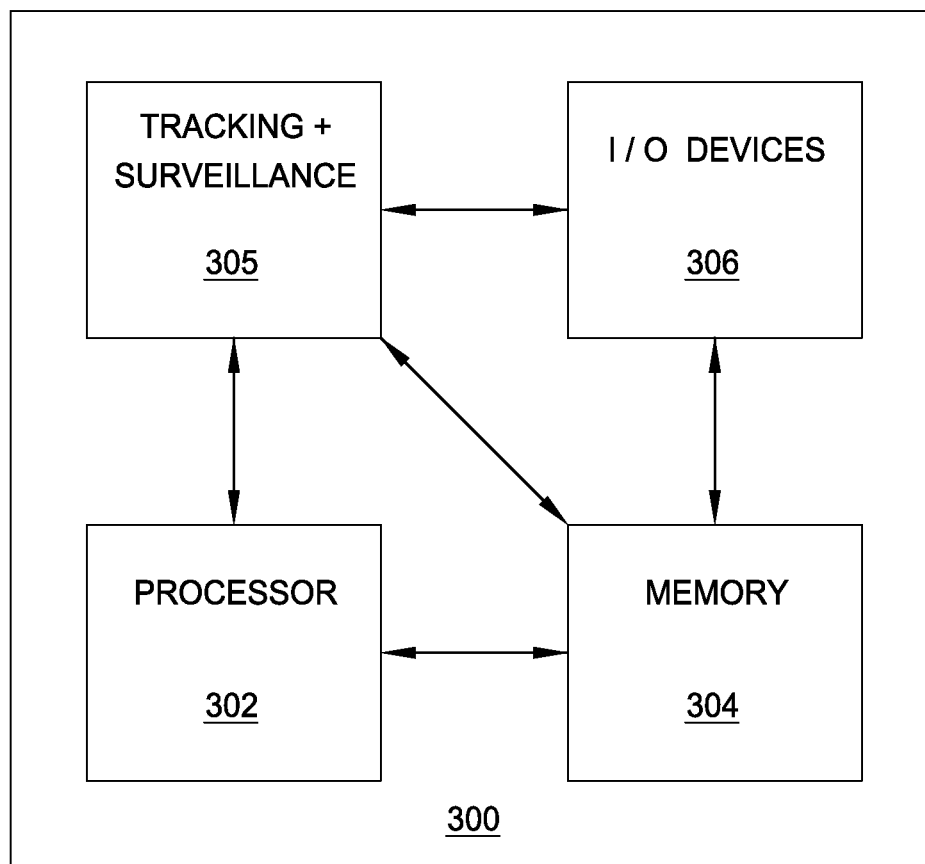 TRACKING +
SURVEILLANCE
305
I / O DEVICES
306
PROCESSOR
302
MEMORY
304
300